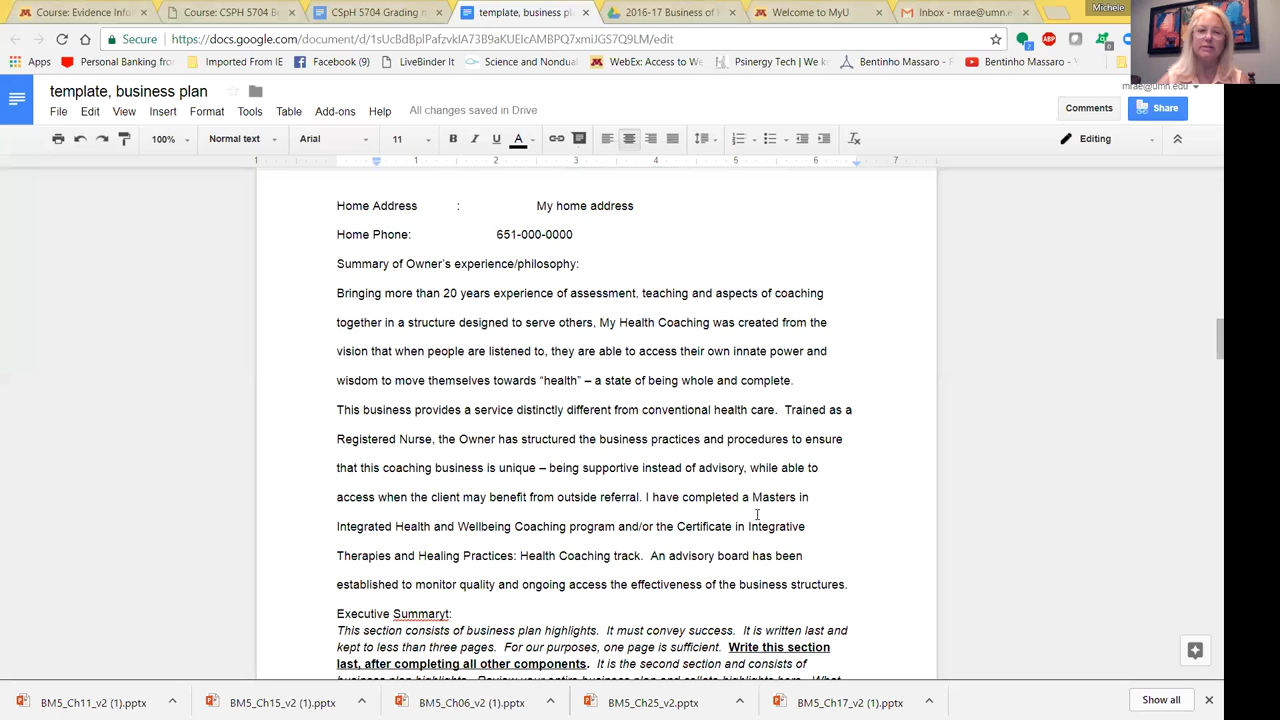 Course: Evidence Inform
Course: CSPH 5704 B
CSpH 5704 Grading r
template, business pl
2016-17 Business of
Welcome to MyU
Inbox - mrae@umn.e
Michele
Secure
https://docs.google.com/document/d/1sUcBdBplPafzvkIA73B9aKOEIcAMBPQ7xmiJGS7Q9LM/edit
Apps
Personal Banking fro
Imported From IE
Facebook (9)
LiveBinder It
Science and Nondual
WebEx: Access to We
Psinergy Tech | We k
Bentinho Massaro -
Bentinho Massaro -
template, business plan
mrae@umn.edu
File Edit View Insert Format Tools Table Add-ons Help All changes saved in Drive
Comments
Share
100% Normal text Arial 11 B I U A Editing
1 1 2 3 4 5 6 7
Home Address : My home address
Home Phone: 651-000-0000
Summary of Owner's experience/philosophy:
Bringing more than 20 years experience of assessment, teaching and aspects of coaching
together in a structure designed to serve others, My Health Coaching was created from the
vision that when people are listened to, they are able to access their own innate power and
wisdom to move themselves towards “health” – a state of being whole and complete.
This business provides a service distinctly different from conventional health care. Trained as a
Registered Nurse, the Owner has structured the business practices and procedures to ensure
that this coaching business is unique – being supportive instead of advisory, while able to
access when the client may benefit from outside referral. I have completed a Masters in
Integrated Health and Wellbeing Coaching program and/or the Certificate in Integrative
Therapies and Healing Practices: Health Coaching track. An advisory board has been
established to monitor quality and ongoing access the effectiveness of the business structures.
Executive Summaryt:
This section consists of business plan highlights. It must convey success. It is written last and
kept to less than three pages. For our purposes, one page is sufficient. Write this section
last, after completing all other components. It is the second section and consists of
business plan highlights. Review your entire business plan and collate highlights here. What
BM5_Ch11_v2 (1).pptx
BM5_Ch15_v2 (1).pptx
BM5_Ch06_v2 (1).pptx
BM5_Ch25_v2.pptx
BM5_Ch17_v2 (1).pptx
Show all